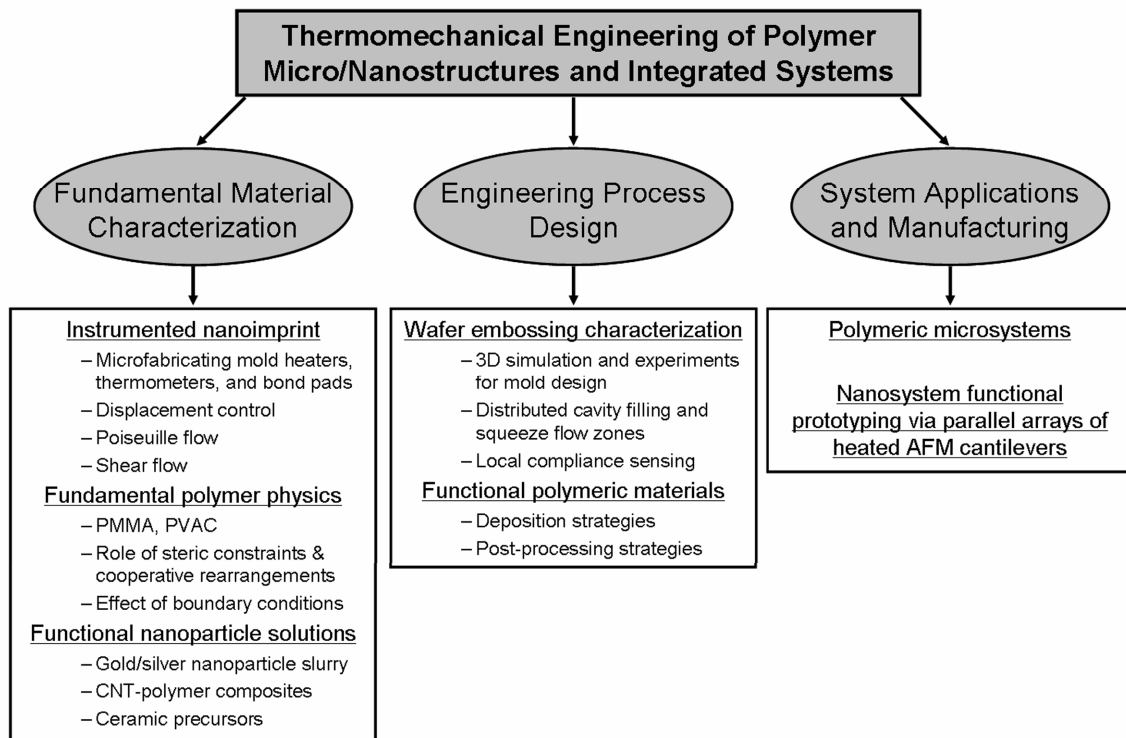 Thermomechanical Engineering of Polymer
Micro/Nanostructures and Integrated Systems
Fundamental Material
Characterization
Engineering Process
Design
System Applications
and Manufacturing
Instrumented nanoimprint
– Microfabricating mold heaters,
thermometers, and bond pads
– Displacement control
– Poiseuille flow
– Shear flow
Fundamental polymer physics
– PMMA, PVAC
– Role of steric constraints &
cooperative rearrangements
– Effect of boundary conditions
Functional nanoparticle solutions
– Gold/silver nanoparticle slurry
– CNT-polymer composites
– Ceramic precursors
Wafer embossing characterization
– 3D simulation and experiments
for mold design
– Distributed cavity filling and
squeeze flow zones
– Local compliance sensing
Functional polymeric materials
– Deposition strategies
– Post-processing strategies
Polymeric microsystems
Nanosystem functional
prototyping via parallel arrays of
heated AFM cantilevers